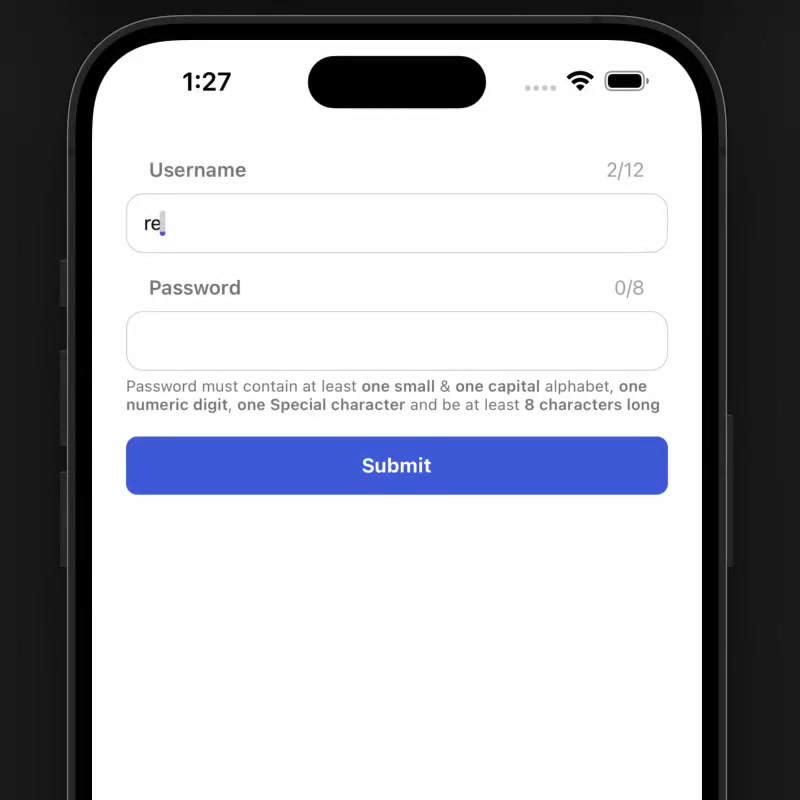 1:27
Username 2/12
re
Password 0/8
Password must contain at least one small & one capital alphabet, one
numeric digit, one Special character and be at least 8 characters long
Submit